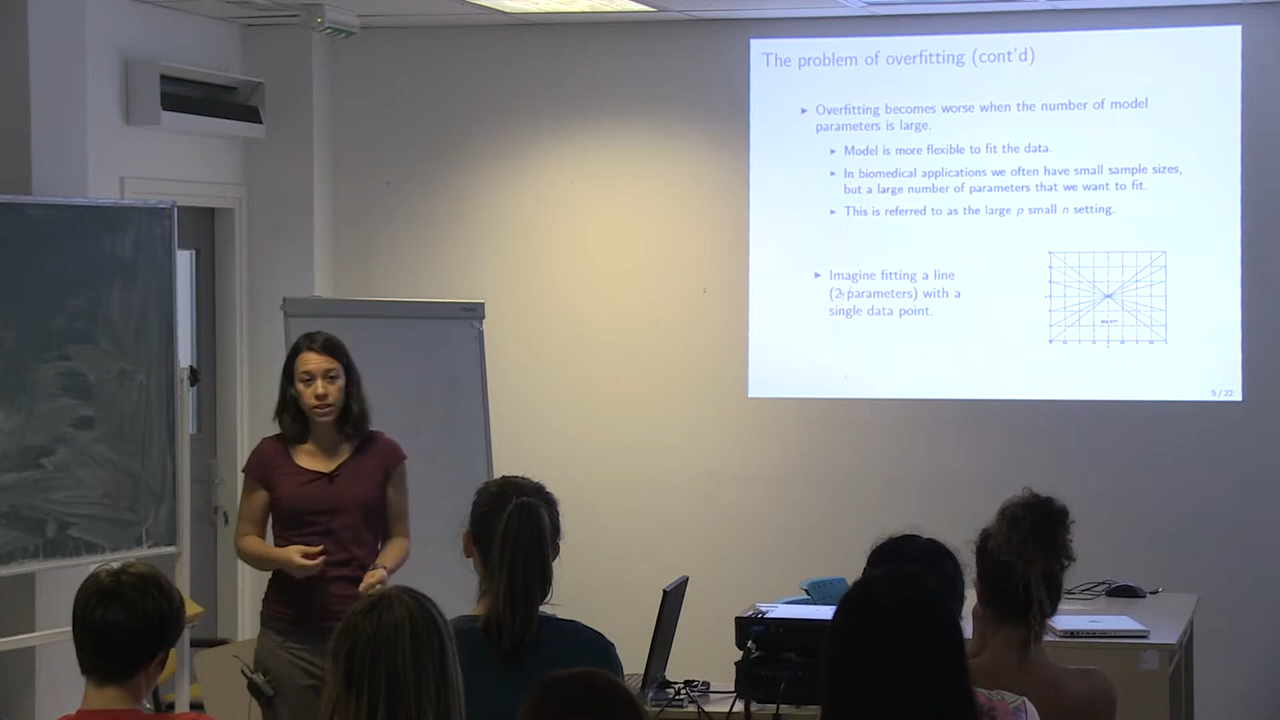 The problem of overfitting (cont'd)
▸ Overfitting becomes worse when the number of model
parameters is large.
▸ Model is more flexible to fit the data.
▸ In biomedical applications we often have small sample sizes,
but a large number of parameters that we want to fit.
▸ This is referred to as the large p small n setting.
▸ Imagine fitting a line
(2 parameters) with a
single data point.
5 / 22